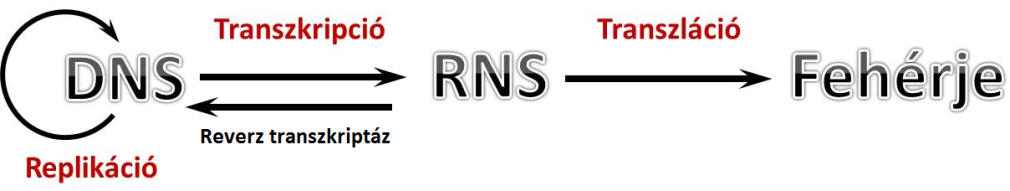 Transzkripció Transzláció
DNS RNS Fehérje
Reverz transzkriptáz
Replikáció